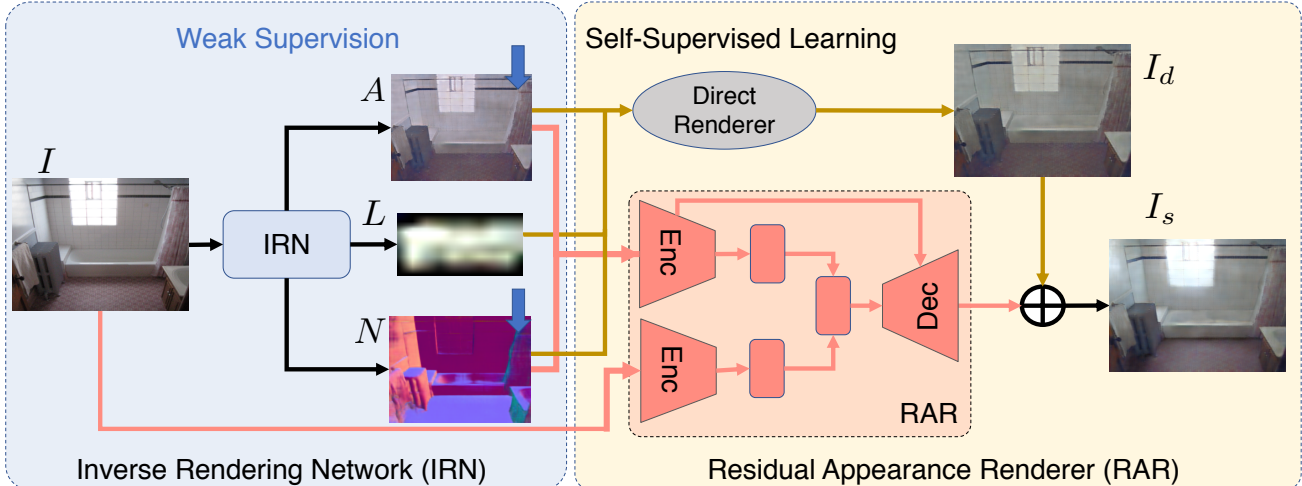 Weak Supervision
Self-Supervised Learning
A
Direct
Renderer
I_d
I
L
IRN
Enc
Dec
I_s
N
Enc
RAR
Inverse Rendering Network (IRN)
Residual Appearance Renderer (RAR)